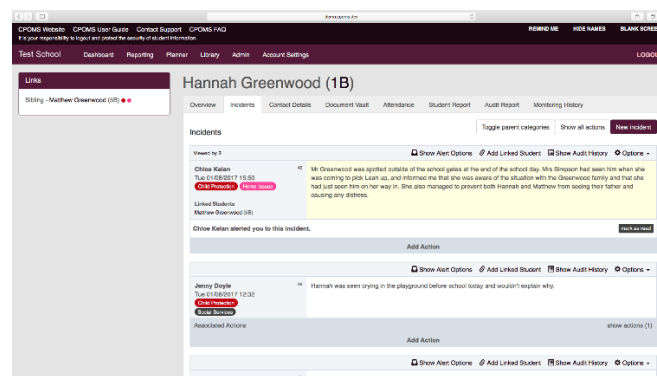 demo.cpoms.net
CPOMS Website CPOMS User Guide Contact Support CPOMS FAQ
REMIND ME HIDE NAMES BLANK SCREE
It is your responsibility to logout and protect the security of student information
Test School Dashboard Reporting Planner Library Admin Account Settings LOGOU
Links
Sibling - Matthew Greenwood (5B)
Hannah Greenwood (1B)
Overview Incidents Contact Details Document Vault Attendance Student Report Audit Report Monitoring History
Incidents
Toggle parent categories Show all actions New incident
Viewed by 9
Show Alert Options Add Linked Student Show Audit History Options
Chloe Kalan
Tue 01/08/2017 15:50
Child Protection Home Issues
Linked Students
Matthew Greenwood (5B)
Mr Greenwood was spotted outside of the school gates at the end of the school day. Mrs Simpson had seen him when she
was coming to pick Leah up, and informed me that she was aware of the situation with the Greenwood family and that she
had just seen him on her way in. She also managed to prevent both Hannah and Matthew from seeing their father and
causing any distress.
Chloe Kalan alerted you to this incident.
mark as read
Add Action
Show Alert Options Add Linked Student Show Audit History Options
Jenny Doyle
Tue 01/08/2017 12:32
Child Protection
Social Services
Hannah was seen crying in the playground before school today and wouldn't explain why.
Associated Actions
show actions (1)
Add Action
Show Alert Options Add Linked Student Show Audit History Options